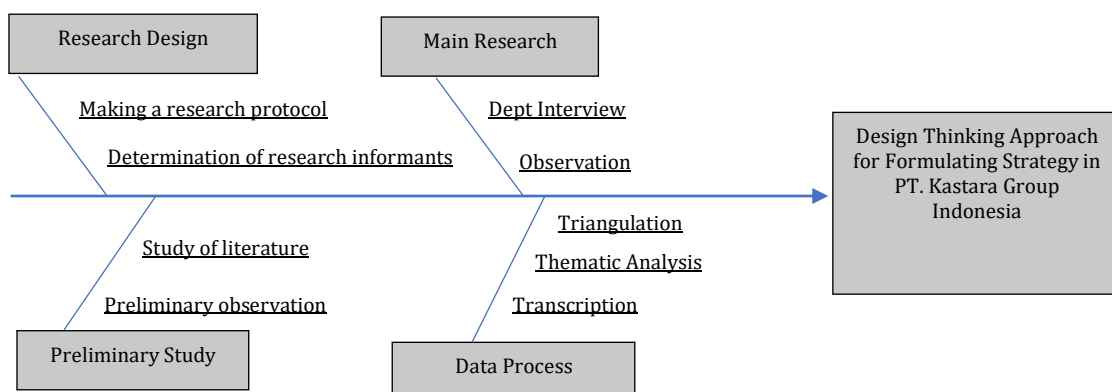 Research Design
Main Research
Making a research protocol
Dept Interview
Determination of research informants
Observation
Design Thinking Approach
for Formulating Strategy in
PT. Kastara Group
Indonesia
Study of literature
Preliminary observation
Triangulation
Thematic Analysis
Transcription
Preliminary Study
Data Process